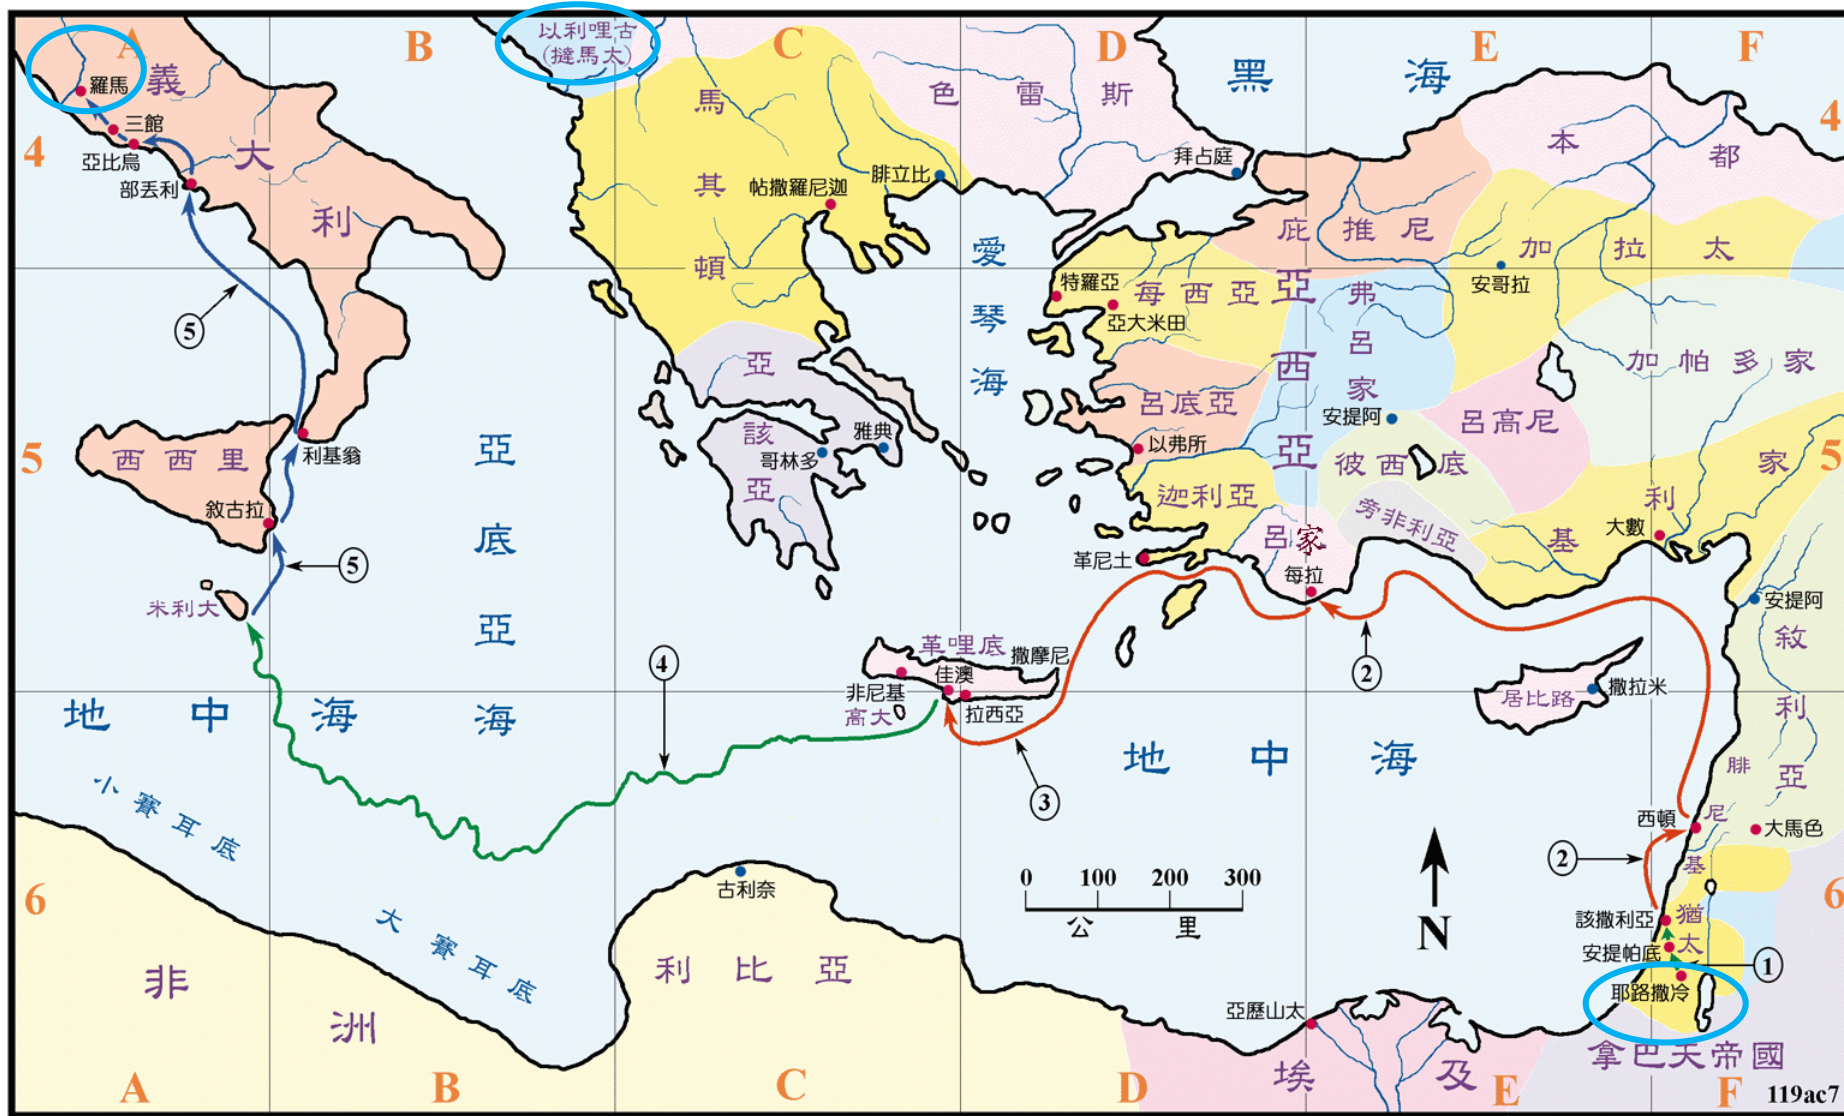 A
B
C
D
E
F
以利哩古
(撻馬太)
羅馬
義
大
利
三館
亞比烏
部丟利
4
4
馬
其
頓
色雷斯
黑海
本都
拜占庭
帖撒羅尼迦
腓立比
庇推尼
加拉太
安哥拉
愛琴海
特羅亞
每西亞
亞大米田
亞西亞
弗呂家
加帕多家
呂底亞
安提阿
呂高尼
以弗所
彼西底
迦利亞
旁非利亞
呂家
每拉
革尼土
基利家
大數
安提阿
敘利亞
5
5
亞該亞
雅典
哥林多
西西里
利基翁
敘古拉
米利大
⑤
⑤
亞底亞海
地中海
④
革哩底
撒摩尼
佳澳
非尼基
高大
拉西亞
③
②
居比路
撒拉米
地中海
腓尼基
西頓
大馬色
②
小賽耳底
大賽耳底
古利奈
0 100 200 300
公里
N
6
6
該撒利亞
猶太
安提帕底
①
耶路撒冷
非洲
利比亞
亞歷山太
埃及
拿巴天帝國
A
B
C
D
E
F
119ac7